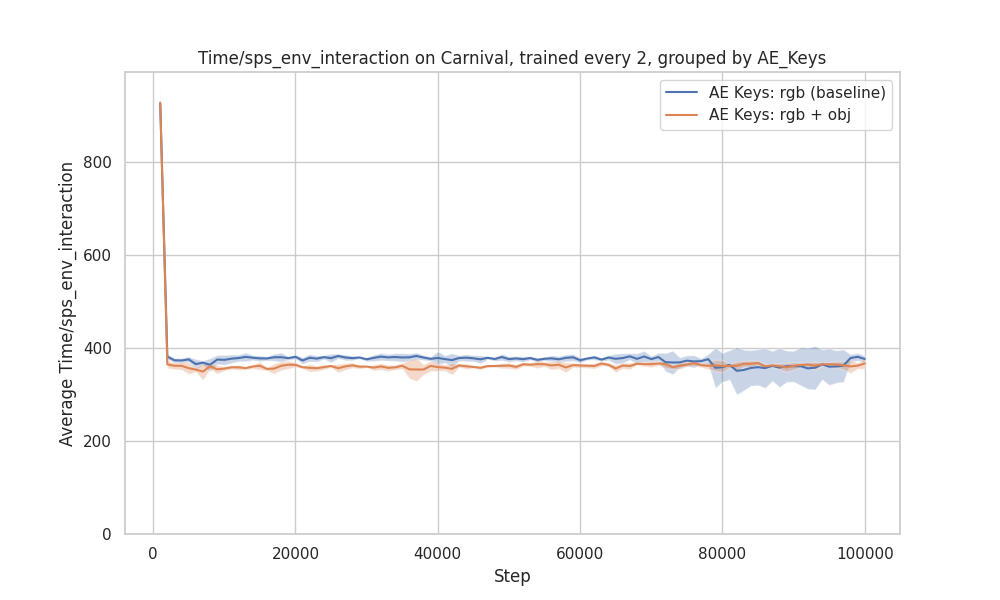 Time/sps_env_interaction on Carnival, trained every 2, grouped by AE_Keys
AE Keys: rgb (baseline)
AE Keys: rgb + obj
Average Time/sps_env_interaction
800
600
400
200
0
0
20000
40000
60000
80000
100000
Step